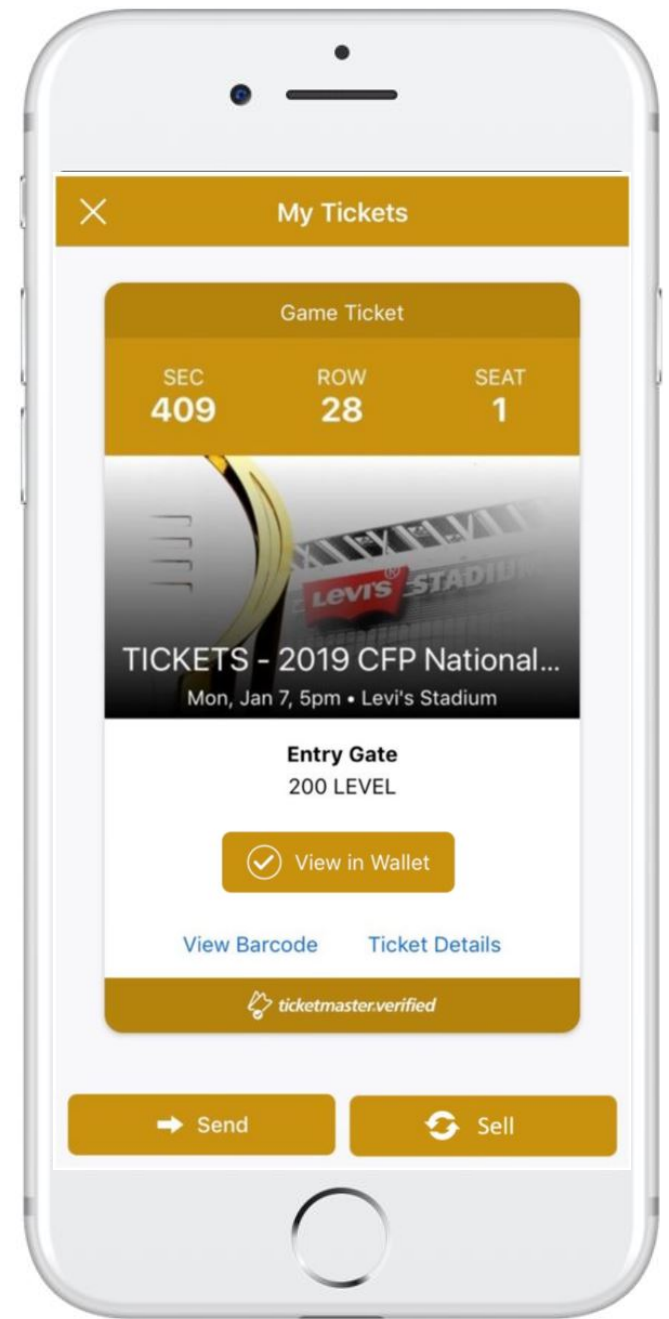 My Tickets
Game Ticket
SEC ROW SEAT
409 28 1
LEVI'S® STADIUM
TICKETS - 2019 CFP National...
Mon, Jan 7, 5pm • Levi's Stadium
Entry Gate
200 LEVEL
View in Wallet
View Barcode Ticket Details
ticketmaster.verified
Send Sell